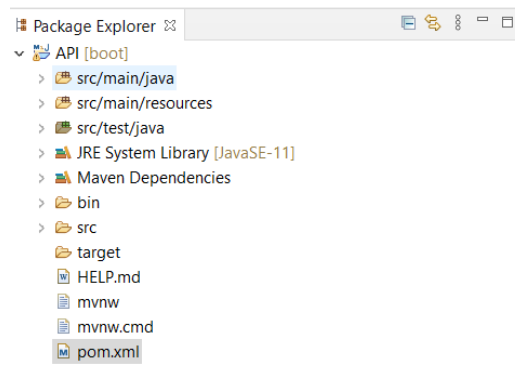 Package Explorer
API [boot]
src/main/java
src/main/resources
src/test/java
JRE System Library [JavaSE-11]
Maven Dependencies
bin
src
target
HELP.md
mvnw
mvnw.cmd
pom.xml